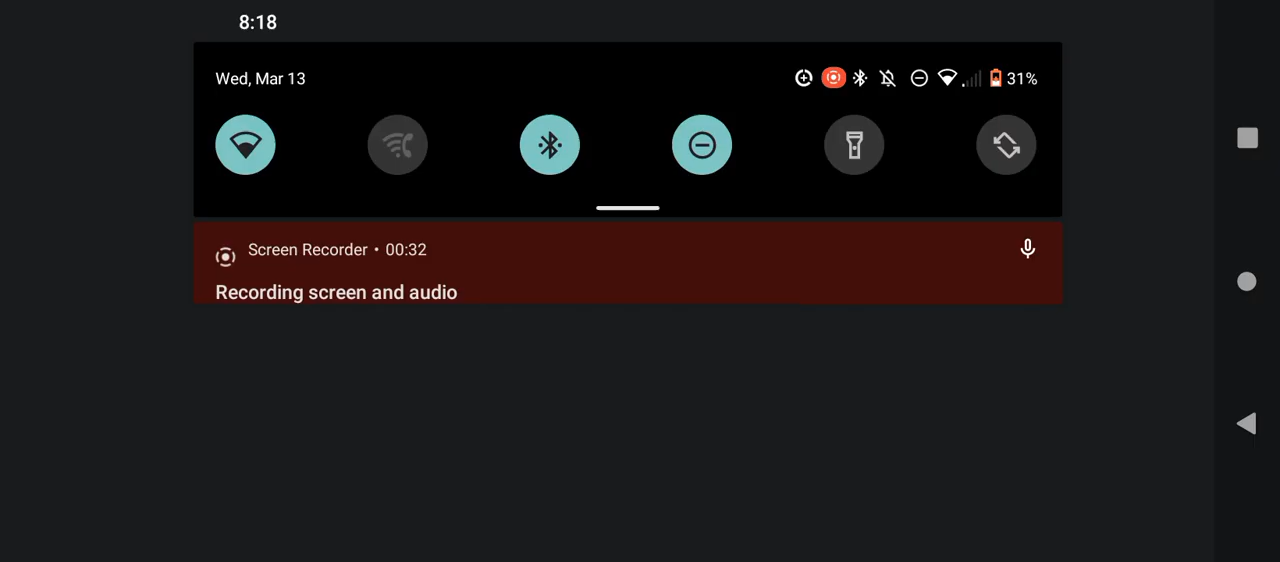 8:18
Wed, Mar 13
31%
Screen Recorder • 00:32
Recording screen and audio